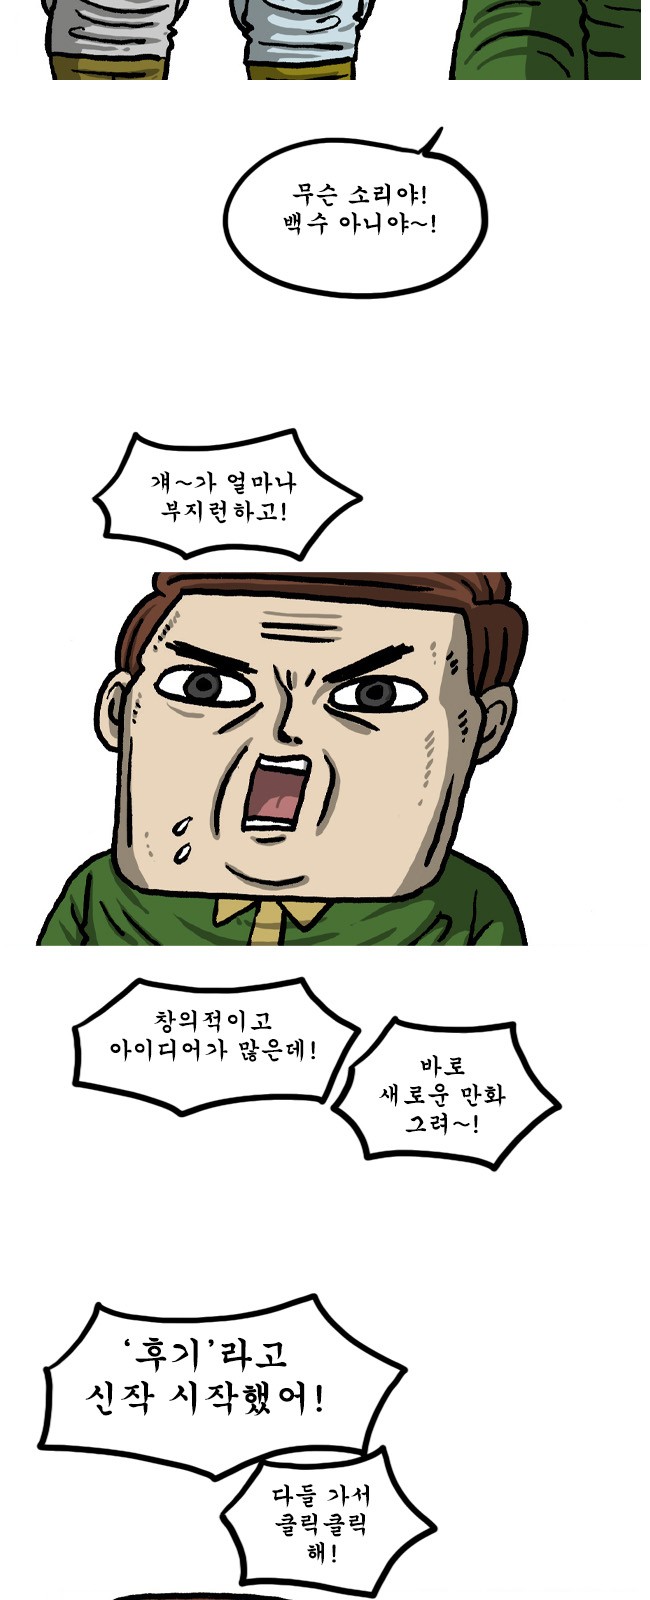 무슨 소리야!
백수 아니야~!
걔~가 얼마나
부지런하고!
창의적이고
아이디어가 많은데!
바로
새로운 만화
그려~!
‘후기’라고
신작 시작했어!
다들 가서
클릭클릭
해!